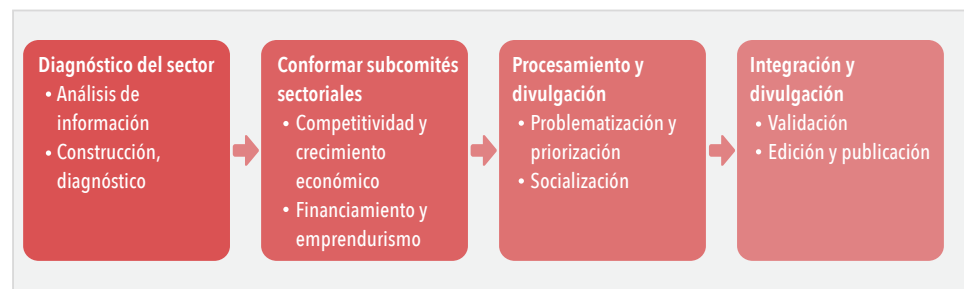 Diagnóstico del sector
• Análisis de
información
• Construcción,
diagnóstico
Conformar subcomités
sectoriales
• Competitividad y
crecimiento
económico
• Financiamiento y
emprendurismo
Procesamiento y
divulgación
• Problematización y
priorización
• Socialización
Integración y
divulgación
• Validación
• Edición y publicación